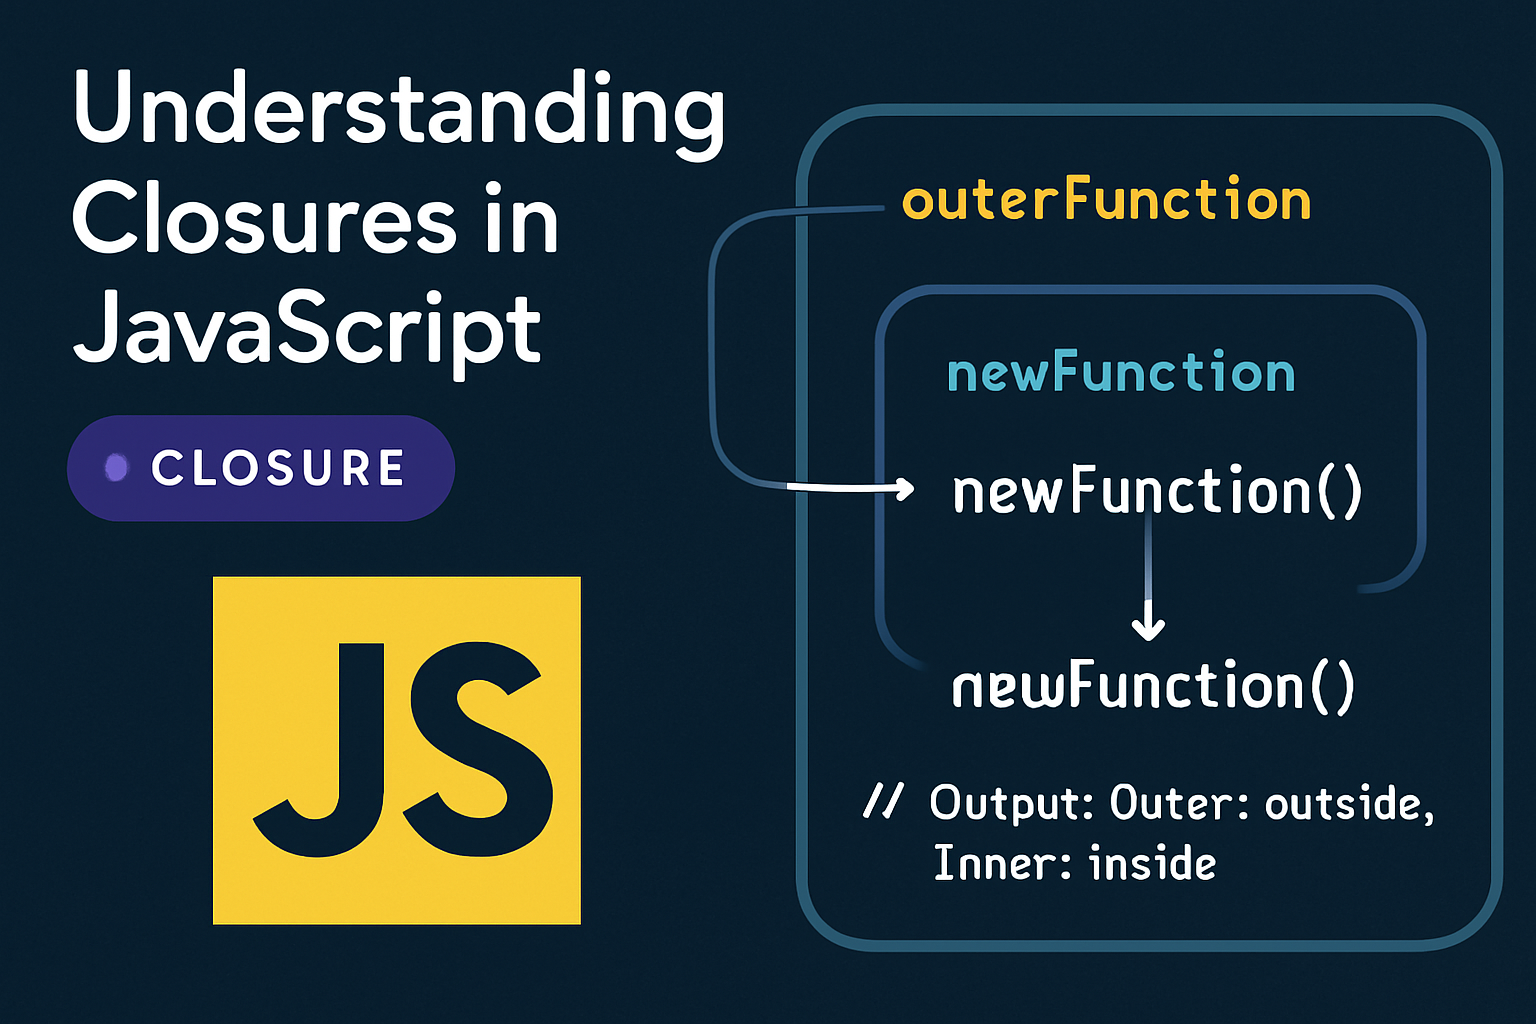 Understanding
Closures in
JavaScript
CLOSURE
JS
outerFunction
newFunction
newFunction()
newFunction()
// Output: Outer: outside,
Inner: inside